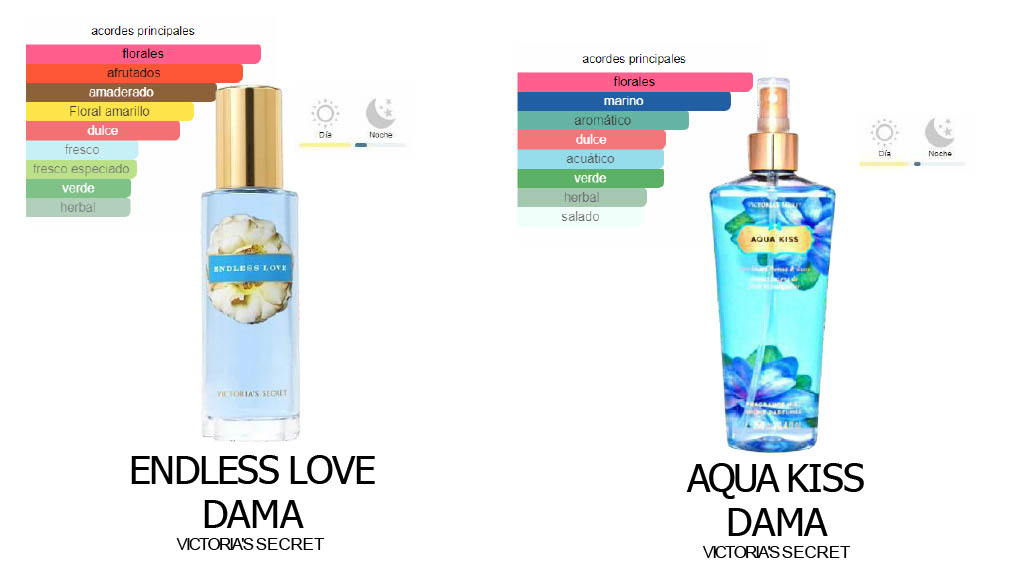 acordes principales
florales
afrutados
amaderado
Floral amarillo
dulce
fresco
fresco especiado
verde
herbal
Día
Noche
ENDLESS LOVE
VICTORIA'S SECRET
ENDLESS LOVE
DAMA
VICTORIA'S SECRET
acordes principales
florales
marino
aromático
dulce
acuático
verde
herbal
salado
Día
Noche
VICTORIA'S SECRET
AQUA KISS
AQUA KISS
DAMA
VICTORIA'S SECRET